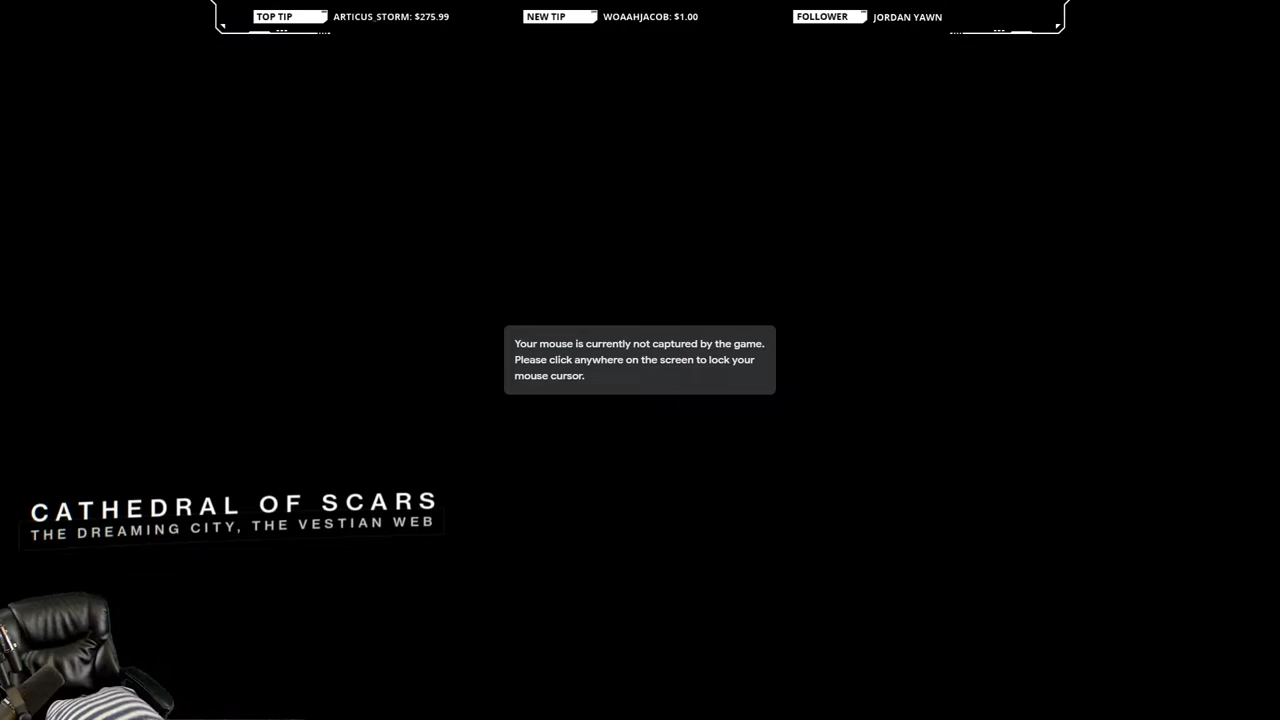 TOP TIP ARTICUS_STORM: $275.99 NEW TIP WOAAHJACOB: $1.00 FOLLOWER JORDAN YAWN
Your mouse is currently not captured by the game.
Please click anywhere on the screen to lock your
mouse cursor.
CATHEDRAL OF SCARS
THE DREAMING CITY, THE VESTIAN WEB